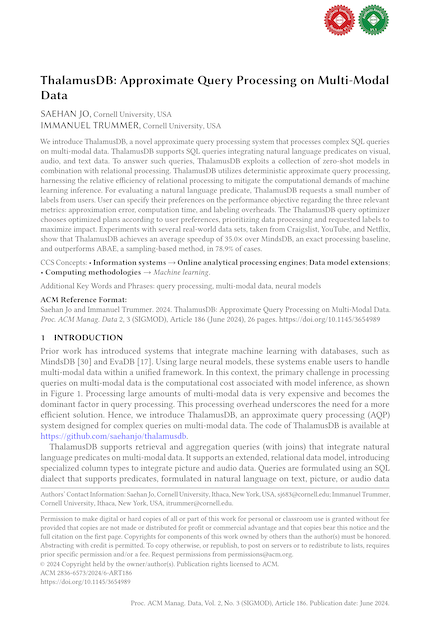 ThalamusDB: Approximate Query Processing on Multi-Modal
Data
SAEHAN JO, Cornell University, USA
IMMANUEL TRUMMER, Cornell University, USA
We introduce ThalamusDB, a novel approximate query processing system that processes complex SQL queries
on multi-modal data. ThalamusDB supports SQL queries integrating natural language predicates on visual,
audio, and text data. To answer such queries, ThalamusDB exploits a collection of zero-shot models in
combination with relational processing. ThalamusDB utilizes deterministic approximate query processing,
harnessing the relative efficiency of relational processing to mitigate the computational demands of machine
learning inference. For evaluating a natural language predicate, ThalamusDB requests a small number of
labels from users. User can specify their preferences on the performance objective regarding the three relevant
metrics: approximation error, computation time, and labeling overheads. The ThalamusDB query optimizer
chooses optimized plans according to user preferences, prioritizing data processing and requested labels to
maximize impact. Experiments with several real-world data sets, taken from Craigslist, YouTube, and Netflix,
show that ThalamusDB achieves an average speedup of 35.0× over MindsDB, an exact processing baseline,
and outperforms ABAE, a sampling-based method, in 78.9% of cases.
CCS Concepts: • Information systems → Online analytical processing engines; Data model extensions;
• Computing methodologies → Machine learning.
Additional Key Words and Phrases: query processing, multi-modal data, neural models
ACM Reference Format:
Saehan Jo and Immanuel Trummer. 2024. ThalamusDB: Approximate Query Processing on Multi-Modal Data.
Proc. ACM Manag. Data 2, 3 (SIGMOD), Article 186 (June 2024), 26 pages. https://doi.org/10.1145/3654989
1 INTRODUCTION
Prior work has introduced systems that integrate machine learning with databases, such as
MindsDB [30] and EvaDB [17]. Using large neural models, these systems enable users to handle
multi-modal data within a unified framework. In this context, the primary challenge in processing
queries on multi-modal data is the computational cost associated with model inference, as shown
in Figure 1. Processing large amounts of multi-modal data is very expensive and becomes the
dominant factor in query processing. This processing overhead underscores the need for a more
efficient solution. Hence, we introduce ThalamusDB, an approximate query processing (AQP)
system designed for complex queries on multi-modal data. The code of ThalamusDB is available at
https://github.com/saehanjo/thalamusdb.
ThalamusDB supports retrieval and aggregation queries (with joins) that integrate natural
language predicates on multi-modal data. It supports an extended, relational data model, introducing
specialized column types to integrate picture and audio data. Queries are formulated using an SQL
dialect that supports predicates, formulated in natural language on text, picture, or audio data
Authors' Contact Information: Saehan Jo, Cornell University, Ithaca, New York, USA, sj683@cornell.edu; Immanuel Trummer,
Cornell University, Ithaca, New York, USA, itrummer@cornell.edu.
Permission to make digital or hard copies of all or part of this work for personal or classroom use is granted without fee
provided that copies are not made or distributed for profit or commercial advantage and that copies bear this notice and the
full citation on the first page. Copyrights for components of this work owned by others than the author(s) must be honored.
Abstracting with credit is permitted. To copy otherwise, or republish, to post on servers or to redistribute to lists, requires
prior specific permission and/or a fee. Request permissions from permissions@acm.org.
© 2024 Copyright held by the owner/author(s). Publication rights licensed to ACM.
ACM 2836-6573/2024/6-ART186
https://doi.org/10.1145/3654989
Proc. ACM Manag. Data, Vol. 2, No. 3 (SIGMOD), Article 186. Publication date: June 2024.